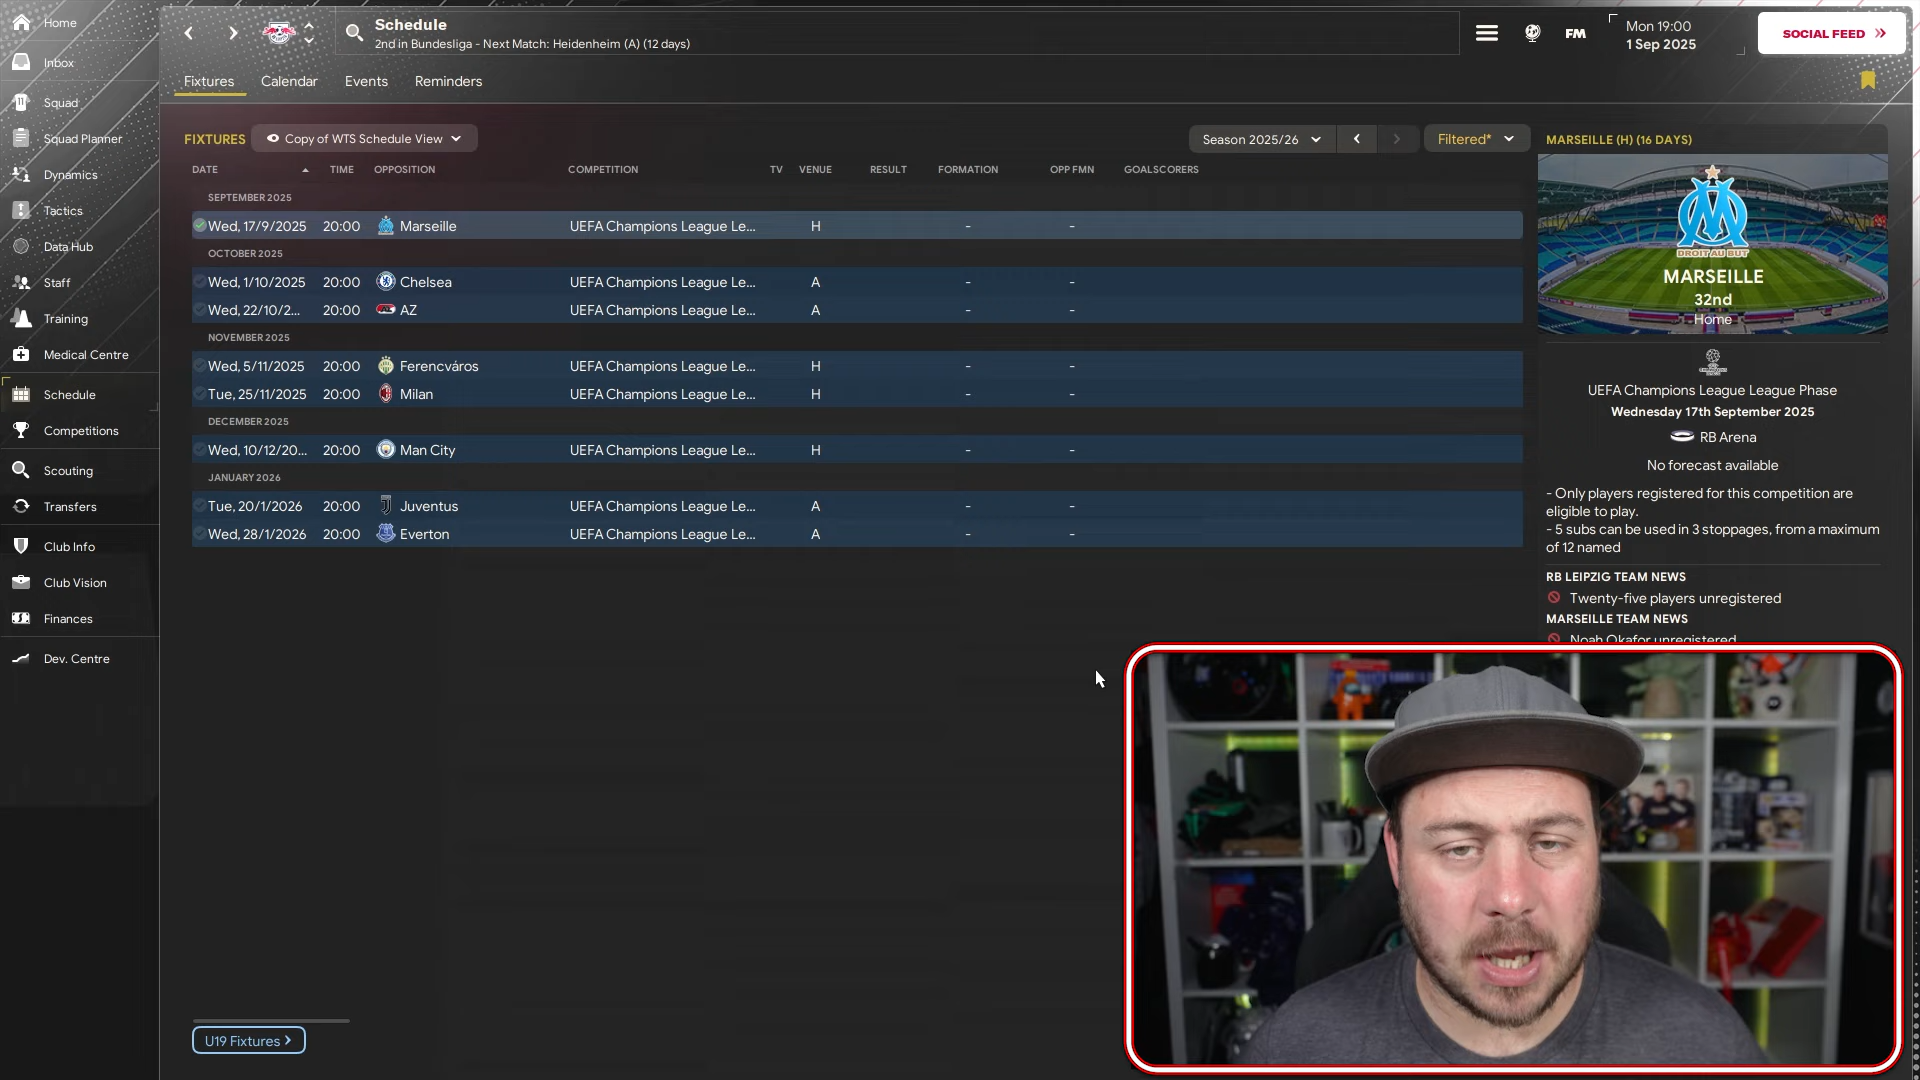 Home
Inbox
Squad
Squad Planner
Dynamics
Tactics
Data Hub
Staff
Training
Medical Centre
Schedule
Competitions
Scouting
Transfers
Club Info
Club Vision
Finances
Dev. Centre
Schedule
2nd in Bundesliga - Next Match: Heidenheim (A) (12 days)
FM
Mon 19:00
1 Sep 2025
SOCIAL FEED
Fixtures Calendar Events Reminders
FIXTURES Copy of WTS Schedule View
Season 2025/26 Filtered*
DATE TIME OPPOSITION COMPETITION TV VENUE RESULT FORMATION OPP FMN GOALSCORERS
SEPTEMBER 2025
Wed, 17/9/2025 20:00 Marseille UEFA Champions League Le... H - -
OCTOBER 2025
Wed, 1/10/2025 20:00 Chelsea UEFA Champions League Le... A - -
Wed, 22/10/2... 20:00 AZ UEFA Champions League Le... A - -
NOVEMBER 2025
Wed, 5/11/2025 20:00 Ferencváros UEFA Champions League Le... H - -
Tue, 25/11/2025 20:00 Milan UEFA Champions League Le... H - -
DECEMBER 2025
Wed, 10/12/20... 20:00 Man City UEFA Champions League Le... H - -
JANUARY 2026
Tue, 20/1/2026 20:00 Juventus UEFA Champions League Le... A - -
Wed, 28/1/2026 20:00 Everton UEFA Champions League Le... A - -
U19 Fixtures
MARSEILLE (H) (16 DAYS)
DROIT AU BUT
MARSEILLE
32nd
Home
UEFA Champions League League Phase
Wednesday 17th September 2025
RB Arena
No forecast available
- Only players registered for this competition are
eligible to play.
- 5 subs can be used in 3 stoppages, from a maximum
of 12 named
RB LEIPZIG TEAM NEWS
Twenty-five players unregistered
MARSEILLE TEAM NEWS
Noah Okafor unregistered